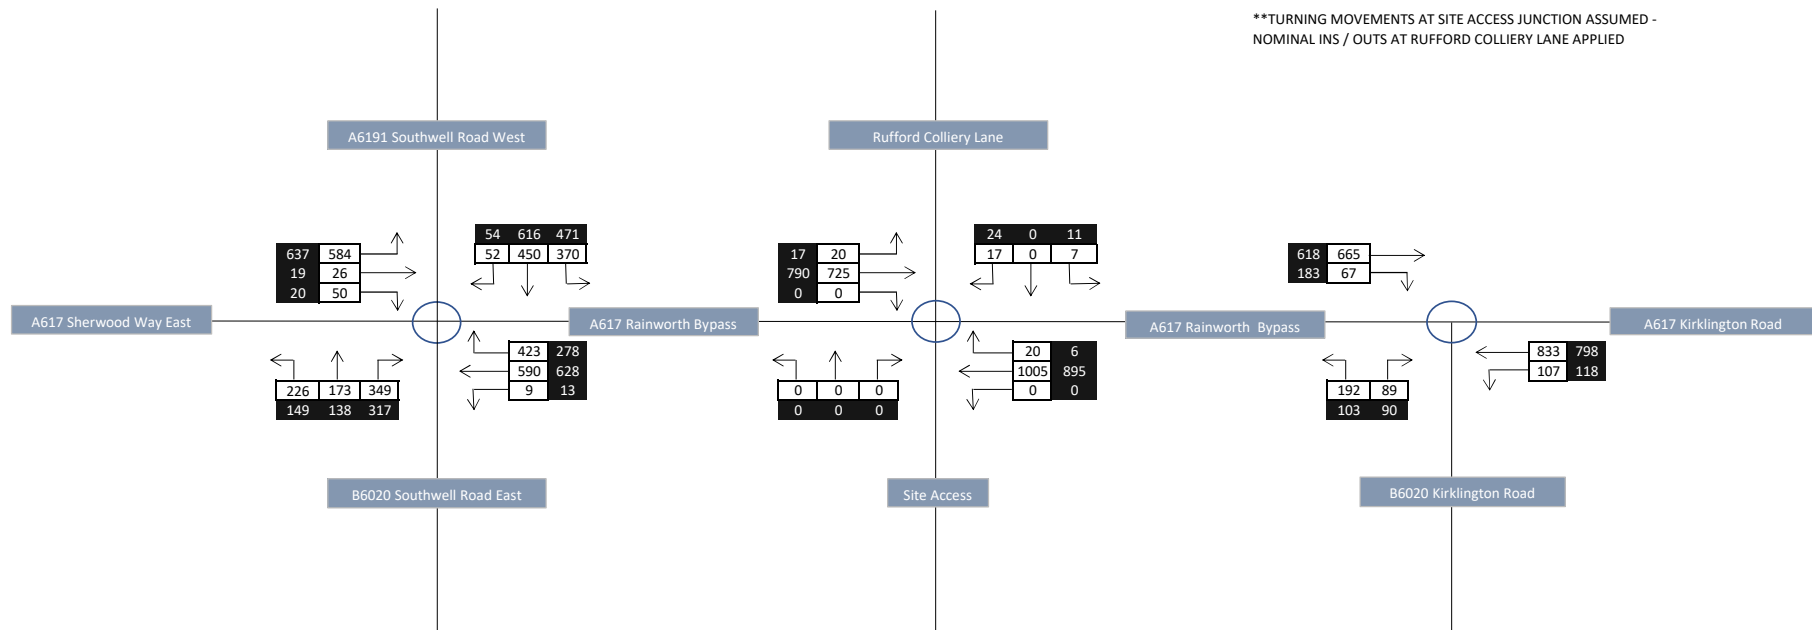 **TURNING MOVEMENTS AT SITE ACCESS JUNCTION ASSUMED -
NOMINAL INS / OUTS AT RUFFORD COLLIERY LANE APPLIED
A6191 Southwell Road West
Rufford Colliery Lane
54 616 471
52 450 370
637 584
19 26
20 50
24 0 11
17 0 7
17 20
790 725
0 0
618 665
183 67
A617 Sherwood Way East
A617 Rainworth Bypass
A617 Rainworth Bypass
A617 Kirklington Road
423 278
590 628
9 13
226 173 349
149 138 317
20 6
1005 895
0 0
0 0 0
0 0 0
833 798
107 118
192 89
103 90
B6020 Southwell Road East
Site Access
B6020 Kirklington Road